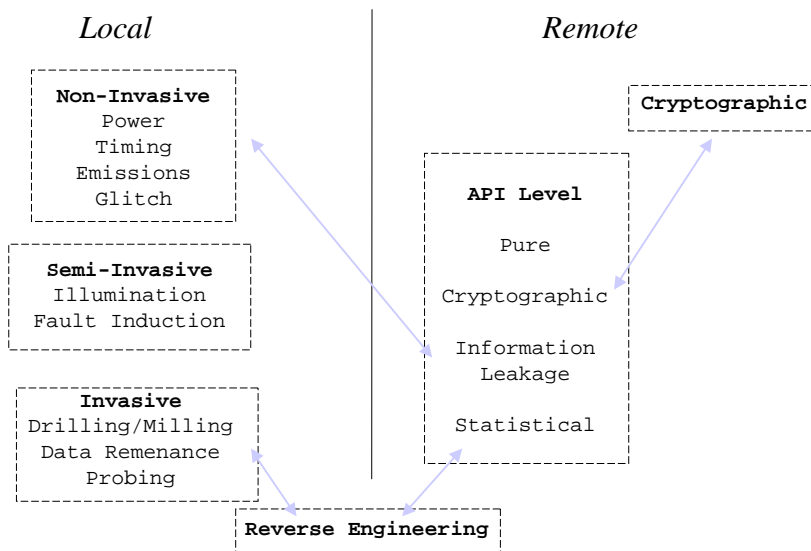 Local
Remote
Non-Invasive
Power
Timing
Emissions
Glitch
Cryptographic
API Level
Pure
Cryptographic
Information
Leakage
Statistical
Semi-Invasive
Illumination
Fault Induction
Invasive
Drilling/Milling
Data Remenance
Probing
Reverse Engineering